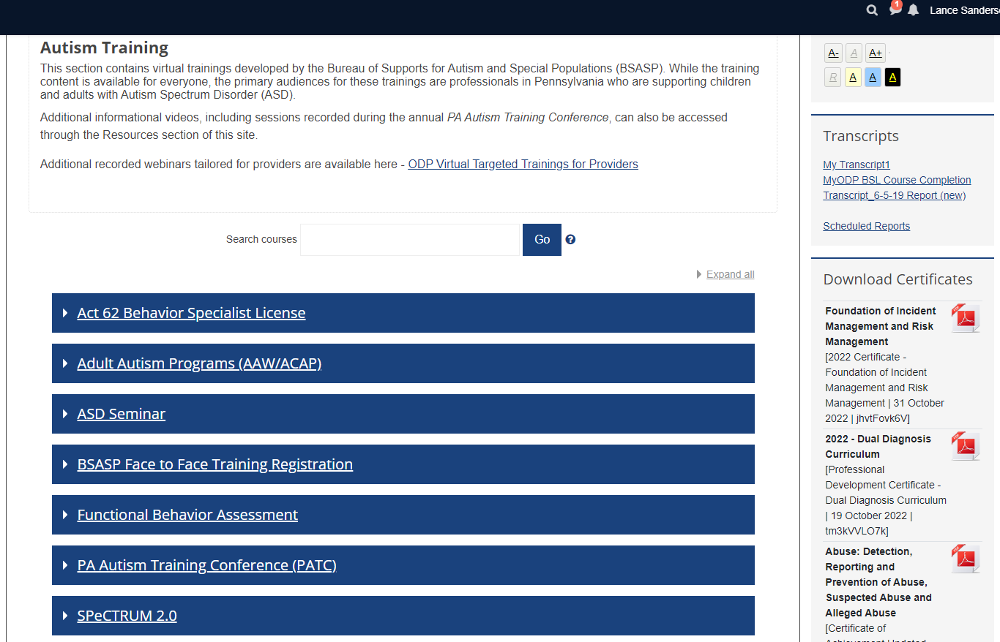 1
Lance Sanders
Autism Training
This section contains virtual trainings developed by the Bureau of Supports for Autism and Special Populations (BSASP). While the training
content is available for everyone, the primary audiences for these trainings are professionals in Pennsylvania who are supporting children
and adults with Autism Spectrum Disorder (ASD).
Additional informational videos, including sessions recorded during the annual PA Autism Training Conference, can also be accessed
through the Resources section of this site.
Additional recorded webinars tailored for providers are available here - ODP Virtual Targeted Trainings for Providers
Search courses
Go
?
Expand all
Act 62 Behavior Specialist License
Adult Autism Programs (AAW/ACAP)
ASD Seminar
BSASP Face to Face Training Registration
Functional Behavior Assessment
PA Autism Training Conference (PATC)
SPeCTRUM 2.0
A- A A+
R A A A
Transcripts
My Transcript1
MyODP BSL Course Completion
Transcript_6-5-19 Report (new)
Scheduled Reports
Download Certificates
Foundation of Incident
Management and Risk
Management
[2022 Certificate -
Foundation of Incident
Management and Risk
Management | 31 October
2022 | jhvtFovk6V]
2022 - Dual Diagnosis
Curriculum
[Professional
Development Certificate -
Dual Diagnosis Curriculum
| 19 October 2022 |
tm3kVVLO7k]
Abuse: Detection,
Reporting and
Prevention of Abuse,
Suspected Abuse and
Alleged Abuse
[Certificate of